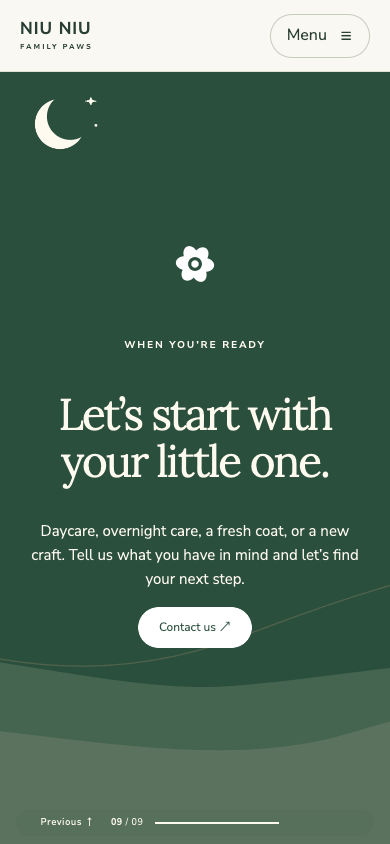 NIU NIU
FAMILY PAWS
Menu
WHEN YOU'RE READY
Let’s start with
your little one.
Daycare, overnight care, a fresh coat, or a new
craft. Tell us what you have in mind and let’s find
your next step.
Contact us ↗
Previous ↑ 09 / 09